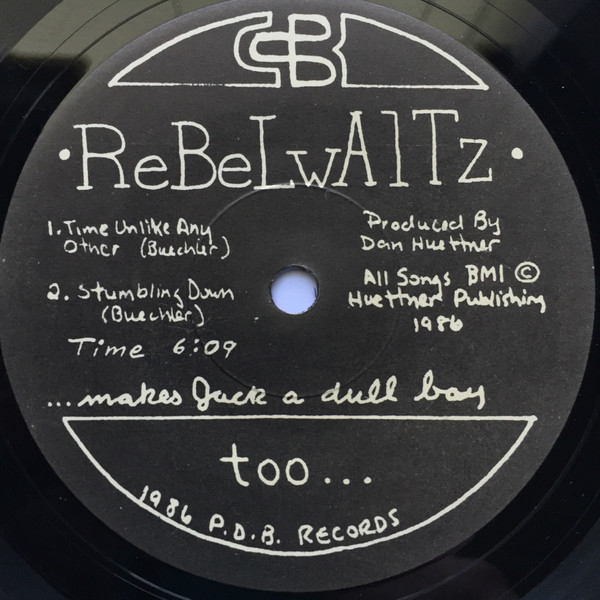 CBK
•ReBeLwAlTz•
1. Time Unlike Any
Other (Buechler)
2. Stumbling Down
(Buechler)
Time 6:09
Produced By
Dan Huettner
All Songs BMI ©
Huettner Publishing
1986
...makes Jack a dull boy
too...
1986 P.D.B. RECORDS